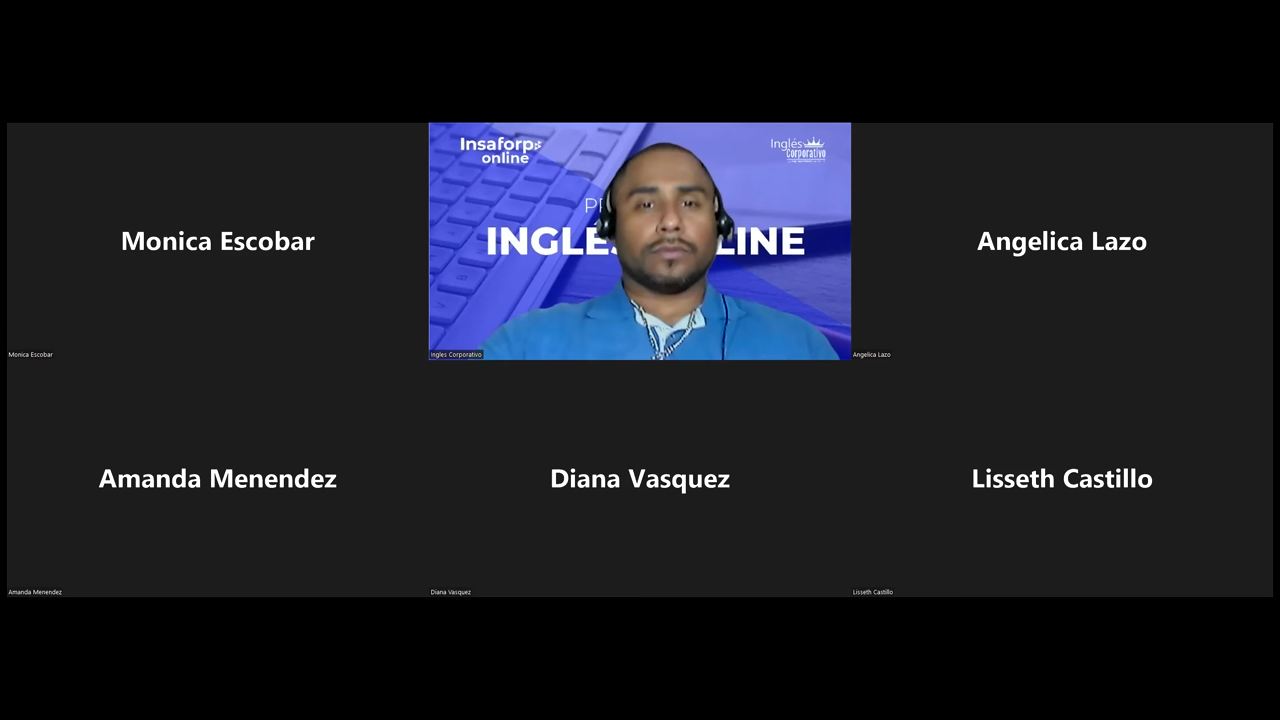 Monica Escobar
Monica Escobar
Insaforp
online
Inglés
Corporativo
PR
INGLÉS LINE
Ingles Corporativo
Angelica Lazo
Angelica Lazo
Amanda Menendez
Amanda Menendez
Diana Vasquez
Diana Vasquez
Lisseth Castillo
Lisseth Castillo